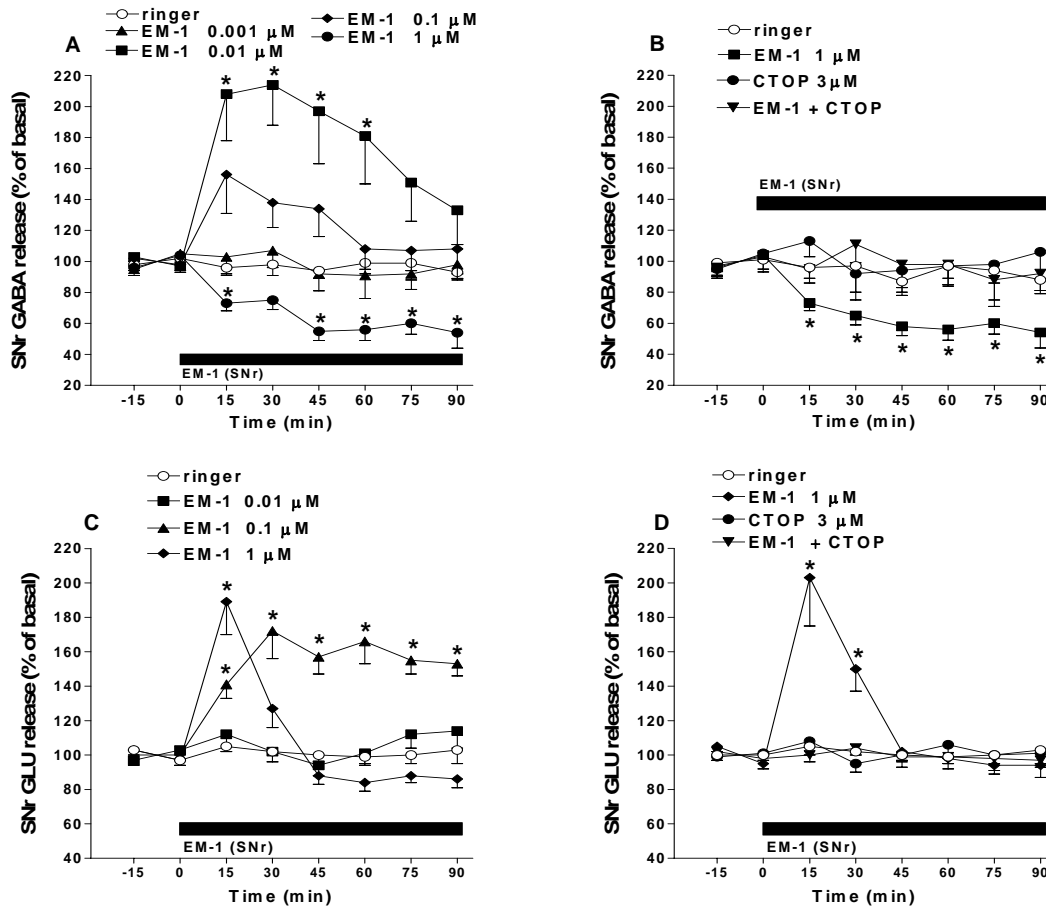 A
ringer
EM-1 0.001 µM
EM-1 0.01 µM
EM-1 0.1 µM
EM-1 1 µM
SNr GABA release (% of basal)
220
200
180
160
140
120
100
80
60
40
20
* * * *
* * * * *
EM-1 (SNr)
-15 0 15 30 45 60 75 90
Time (min)
B
ringer
EM-1 1 µM
CTOP 3µM
EM-1 + CTOP
SNr GABA release (% of basal)
220
200
180
160
140
120
100
80
60
40
20
EM-1 (SNr)
* * * * * *
-15 0 15 30 45 60 75 90
Time (min)
C
ringer
EM-1 0.01 µM
EM-1 0.1 µM
EM-1 1 µM
SNr GLU release (% of basal)
220
200
180
160
140
120
100
80
60
40
* * * * * * *
EM-1 (SNr)
-15 0 15 30 45 60 75 90
Time (min)
D
ringer
EM-1 1 µM
CTOP 3 µM
EM-1 + CTOP
SNr GLU release (% of basal)
220
200
180
160
140
120
100
80
60
40
* *
EM-1 (SNr)
-15 0 15 30 45 60 75 90
Time (min)